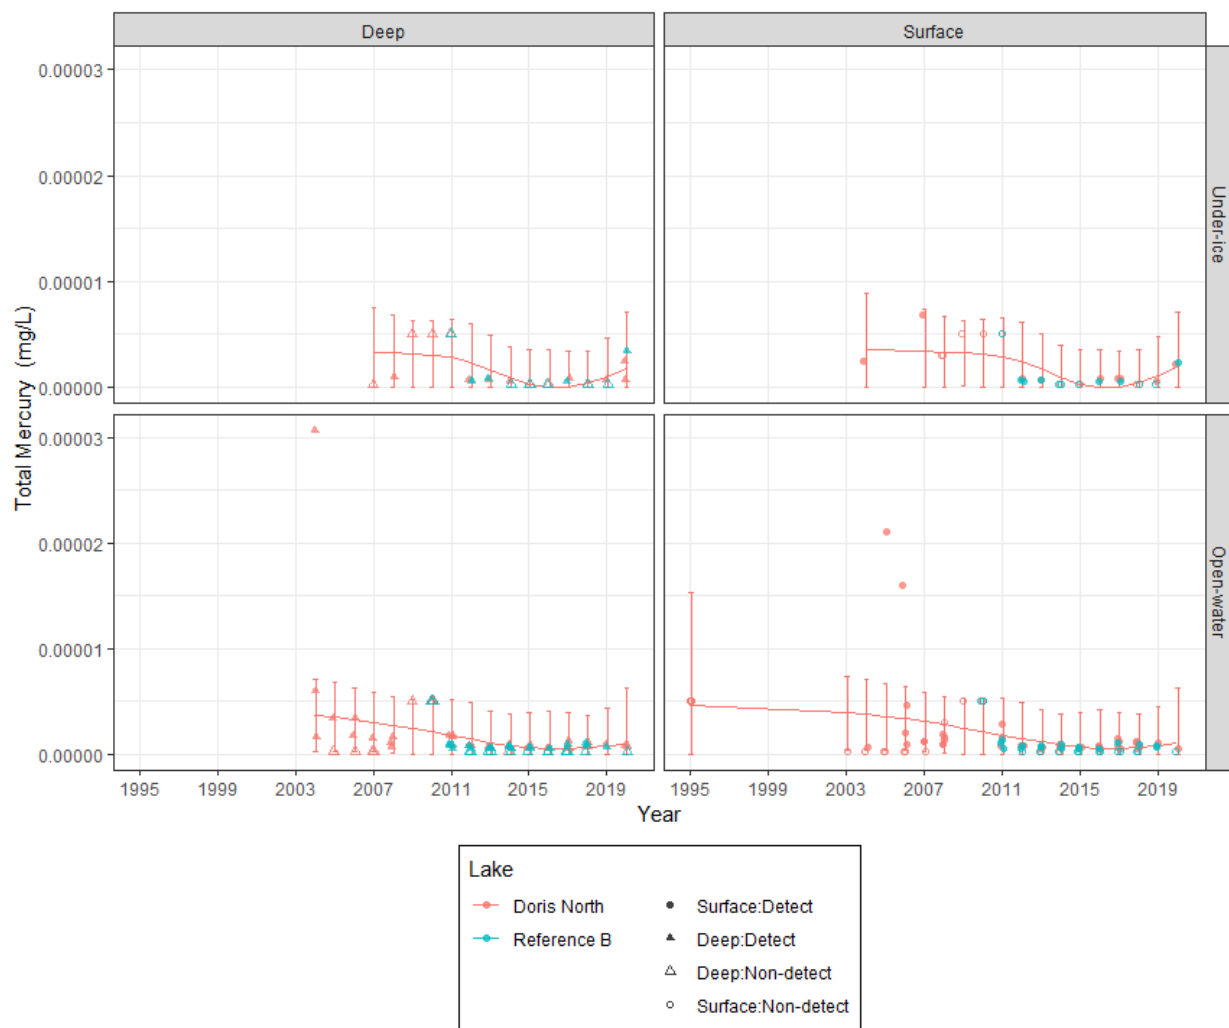 Deep
Surface
0.00003
0.00002
0.00001
0.00000
Under-ice
0.00003
0.00002
0.00001
0.00000
Open-water
Total Mercury (mg/L)
1995 1999 2003 2007 2011 2015 2019
1995 1999 2003 2007 2011 2015 2019
Year
Lake
Doris North
Reference B
Surface:Detect
Deep:Detect
Deep:Non-detect
Surface:Non-detect